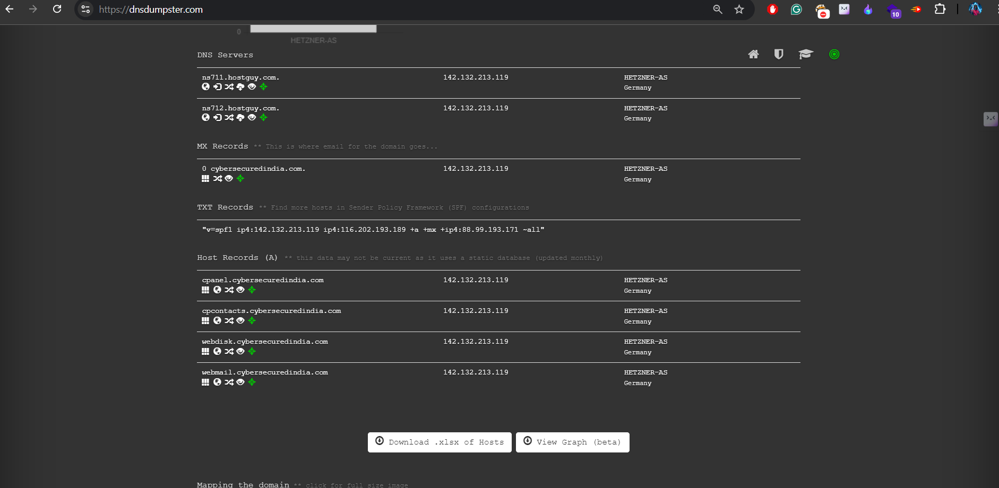 https://dnsdumpster.com
10
0
HETZNER-AS
DNS Servers
ns711.hostguy.com. 142.132.213.119 HETZNER-AS
Germany
ns712.hostguy.com. 142.132.213.119 HETZNER-AS
Germany
MX Records ** This is where email for the domain goes...
0 cybersecuredindia.com. 142.132.213.119 HETZNER-AS
Germany
TXT Records ** Find more hosts in Sender Policy Framework (SPF) configurations
"v=spf1 ip4:142.132.213.119 ip4:116.202.193.189 +a +mx +ip4:88.99.193.171 ~all"
Host Records (A) ** this data may not be current as it uses a static database (updated monthly)
cpanel.cybersecuredindia.com 142.132.213.119 HETZNER-AS
Germany
cpcontacts.cybersecuredindia.com 142.132.213.119 HETZNER-AS
Germany
webdisk.cybersecuredindia.com 142.132.213.119 HETZNER-AS
Germany
webmail.cybersecuredindia.com 142.132.213.119 HETZNER-AS
Germany
Download .xlsx of Hosts View Graph (beta)
Mapping the domain ** click for full size image